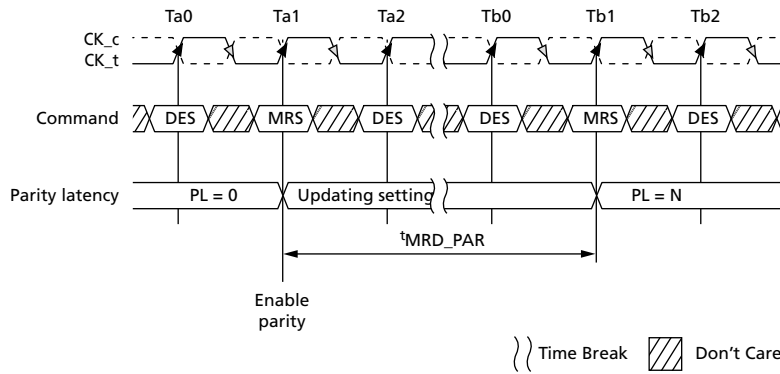 Ta0 Ta1 Ta2 Tb0 Tb1 Tb2
CK_c
CK_t
Command DES MRS DES DES MRS DES
Parity latency PL = 0 Updating setting PL = N
tMRD_PAR
Enable
parity
Time Break Don't Care